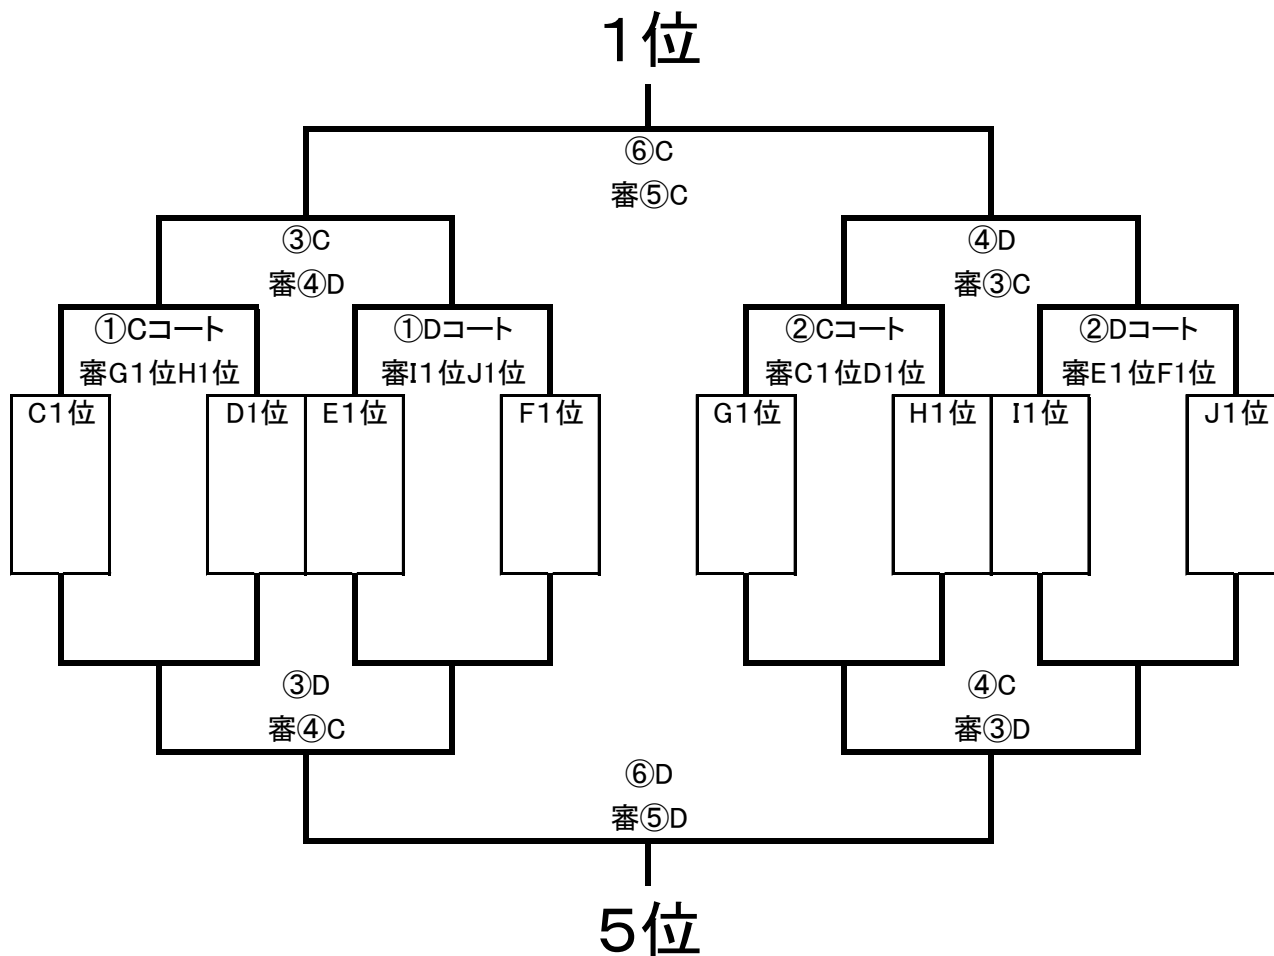 １位
⑥C
審⑤C
③C
審④D
④D
審③C
①Cコート
審G１位H1位
①Dコート
審I1位J１位
②Cコート
審C１位D1位
②Dコート
審E１位F1位
C１位
D1位
E1位
F1位
G1位
H1位
I1位
J1位
③D
審④C
④C
審③D
⑥D
審⑤D
５位